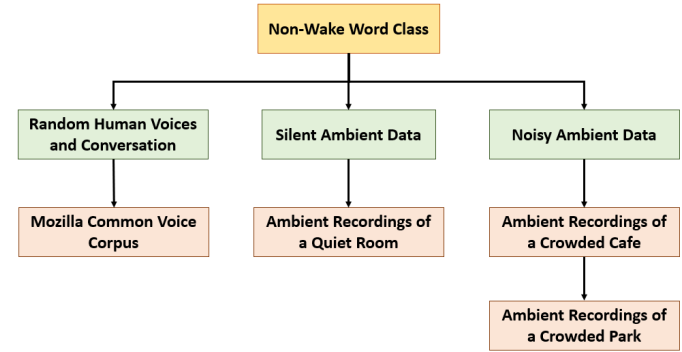 Non-Wake Word Class
Random Human Voices
and Conversation
Silent Ambient Data
Noisy Ambient Data
Mozilla Common Voice
Corpus
Ambient Recordings of
a Quiet Room
Ambient Recordings of
a Crowded Cafe
Ambient Recordings of
a Crowded Park